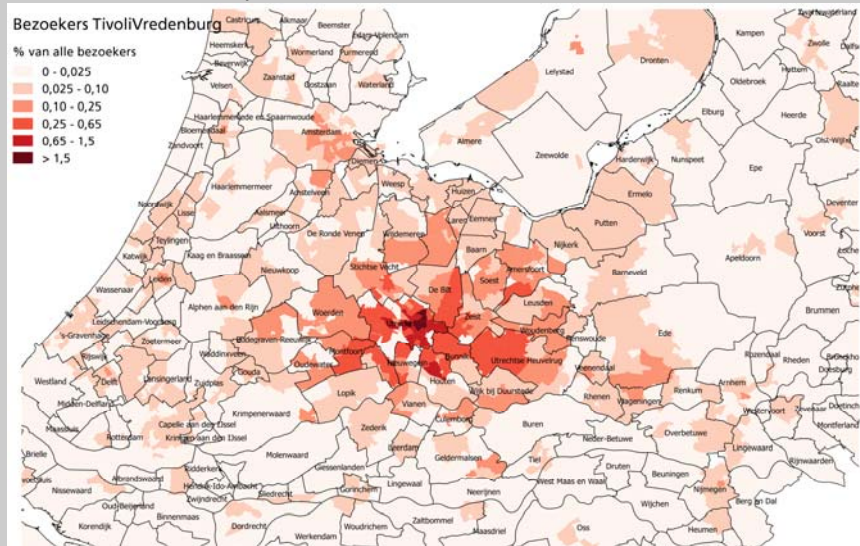 Bezoekers TivoliVredenburg
% van alle bezoekers
0 - 0,025
0,025 - 0,10
0,10 - 0,25
0,25 - 0,65
0,65 - 1,5
> 1,5
Castricum
Alkmaar
Beemster
Edam-Volendam
Heemskerk
Wormerland
Purmerend
Beverwijk
Zaanstad
Oostzaan
Waterland
Velsen
Haarlemmerliede en Spaarnwoude
Bloemendaal
Amsterdam
Zandvoort
Diemen
Haarlemmermeer
Amstelveen
Weesp
Huizen
Almere
Lelystad
Dronten
Zeewolde
Kampen
Zwartewaterland
Zwolle
Oldebroek
Hattem
Raalte
Elburg
Heerde
Olst-Wijhe
Harderwijk
Nunspeet
Epe
Ermelo
Putten
Deventer
Voorst
Noordwijk
Lisse
Aalsmeer
Uithoorn
Teylingen
De Ronde Venen
Wijdemeren
Laren
Eemnes
Baarn
Nijkerk
Katwijk
Kaag en Braassem
Nieuwkoop
Stichtse Vecht
Soest
Amersfoort
Barneveld
Apeldoorn
Wassenaar
Leiden
De Bilt
Leusden
Alphen aan den Rijn
Woerden
Zeist
Woudenberg
Brummen
Leidschendam-Voorburg
's-Gravenhage
Zoetermeer
Bodegraven-Reeuwijk
Utrecht
Renswoude
Ede
Rijswijk
Waddinxveen
Montfoort
Bunnik
Utrechtse Heuvelrug
Rozendaal
Rheden
Bronckhorst
Doesburg
Westland
Delft
Lansingerland
Zuidplas
Gouda
Oudewater
Nieuwegein
Veenendaal
Arnhem
Midden-Delfland
Lopik
Houten
Wijk bij Duurstede
Rhenen
Wageningen
Renkum
Westervoort
Zevenaar
Doetinchem
Montferland
Maassluis
Capelle aan den IJssel
Krimpenerwaard
Vianen
Culemborg
Rotterdam
Krimpen aan den IJssel
Zederik
Buren
Overbetuwe
Brielle
Molenwaard
Leerdam
Neder-Betuwe
Lingewaard
Rijnwaarden
Ridderkerk
Giessenlanden
Geldermalsen
Tiel
Druten
Beuningen
Nissewaard
Albrandswaard
Hendrik-Ido-Ambacht
Zwijndrecht
Sliedrecht
Gorinchem
Lingewaal
Neerijnen
West Maas en Waal
Nijmegen
Oud-Beijerland
Wijchen
Berg en Dal
Korendijk
Binnenmaas
Dordrecht
Woudrichem
Zaltbommel
Maasdriel
Oss
Heumen
Werkendam